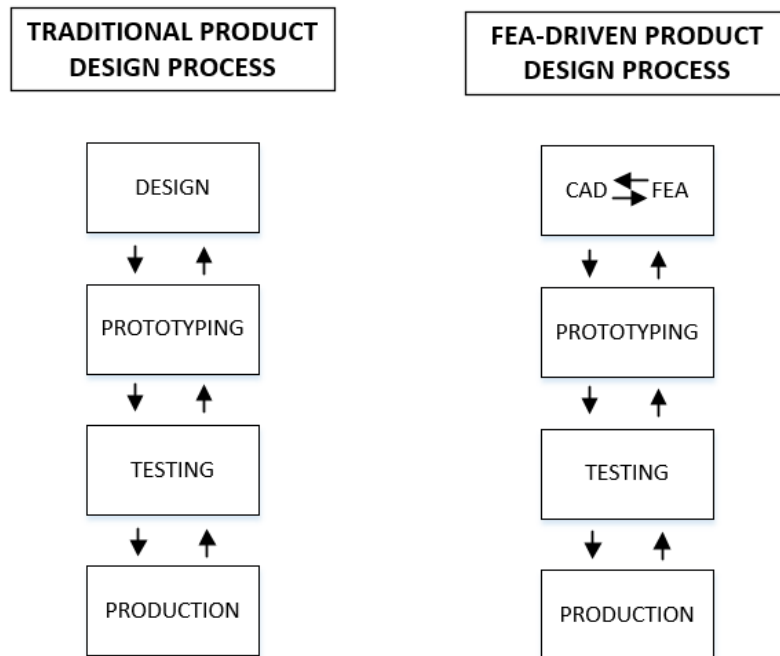 TRADITIONAL PRODUCT
DESIGN PROCESS
DESIGN
PROTOTYPING
TESTING
PRODUCTION
FEA-DRIVEN PRODUCT
DESIGN PROCESS
CAD FEA
PROTOTYPING
TESTING
PRODUCTION